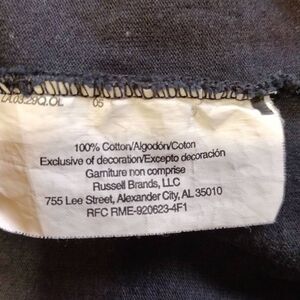 05
100% Cotton/Algodón/Coton
Exclusive of decoration/Excepto decoración
Garniture non comprise
Russell Brands, LLC
755 Lee Street, Alexander City, AL 35010
RFC RME-920623-4F1